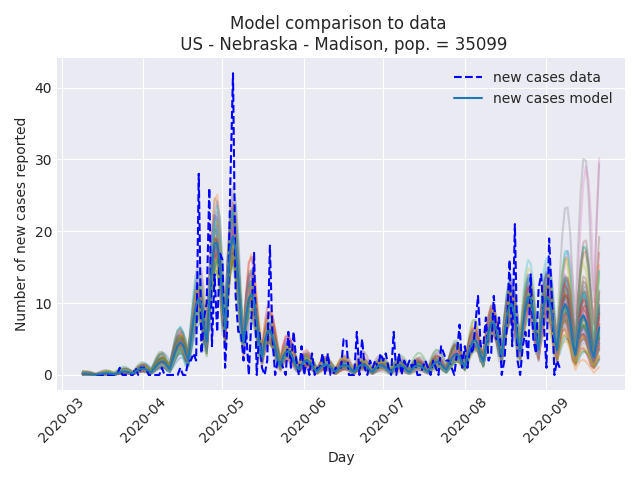 Model comparison to data
US - Nebraska - Madison, pop. = 35099
new cases data
new cases model
Number of new cases reported
40
30
20
10
0
2020-03
2020-04
2020-05
2020-06
2020-07
2020-08
2020-09
Day